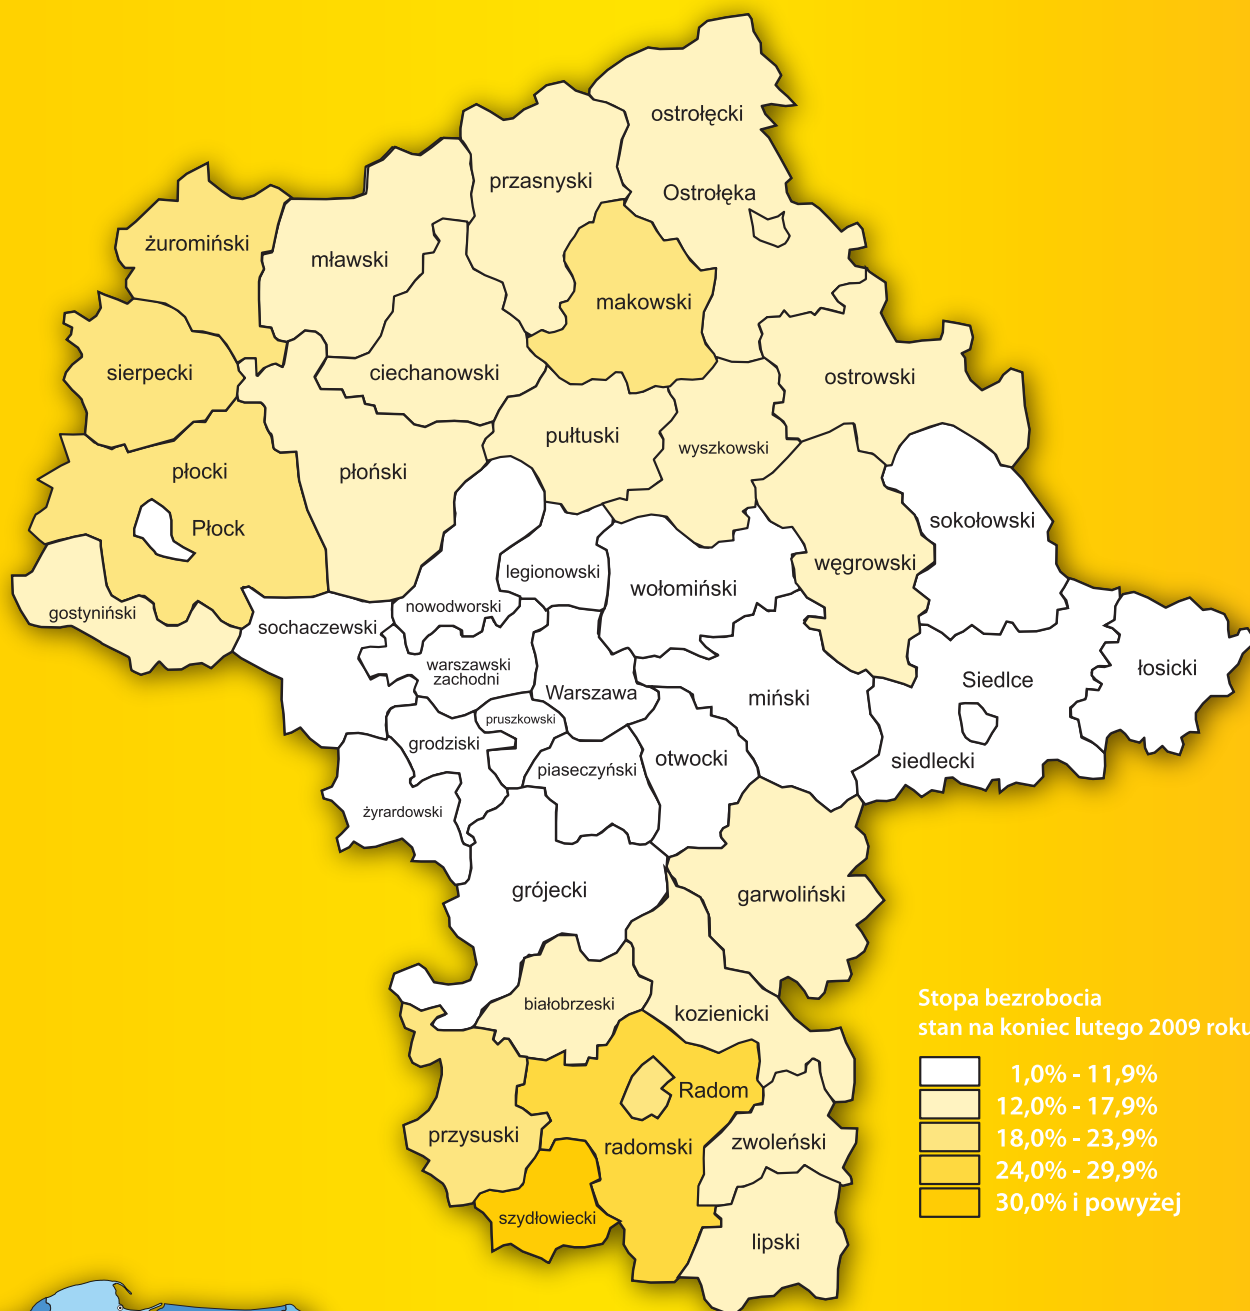 ostrołęcki
przasnyski
Ostrołęka
żuromiński
mławski
makowski
sierpecki
ciechanowski
ostrowski
pułtuski
wyszkowski
płocki
płoński
Płock
sokołowski
węgrowski
legionowski
wołomiński
nowodworski
gostyniński
sochaczewski
warszawski
zachodni
łosicki
Siedlce
Warszawa
miński
pruszkowski
grodziski
otwocki
siedlecki
piaseczyński
żyrardowski
grójecki
garwoliński
białobrzeski
kozienicki
Radom
przysuski
radomski
zwoleński
szydłowiecki
lipski
Stopa bezrobocia
stan na koniec lutego 2009 roku
1,0% - 11,9%
12,0% - 17,9%
18,0% - 23,9%
24,0% - 29,9%
30,0% i powyżej